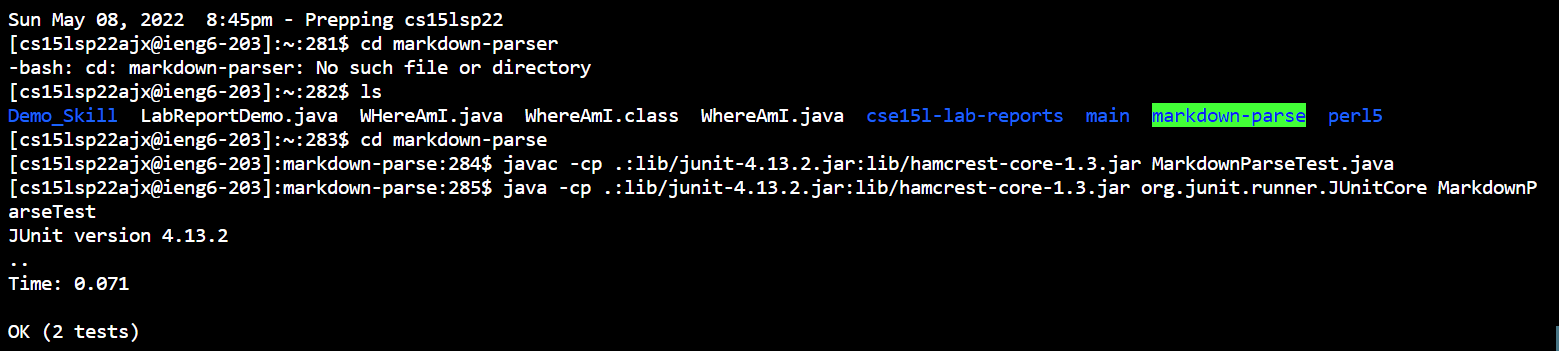 Sun May 08, 2022  8:45pm - Prepping cs15lsp22
[cs15lsp22ajx@ieng6-203]:~:281$ cd markdown-parser
-bash: cd: markdown-parser: No such file or directory
[cs15lsp22ajx@ieng6-203]:~:282$ ls
Demo_Skill  LabReportDemo.java  WHereAmI.java  WhereAmI.class  WhereAmI.java  cse15l-lab-reports  main  markdown-parse  perl5
[cs15lsp22ajx@ieng6-203]:~:283$ cd markdown-parse
[cs15lsp22ajx@ieng6-203]:markdown-parse:284$ javac -cp .:lib/junit-4.13.2.jar:lib/hamcrest-core-1.3.jar MarkdownParseTest.java
[cs15lsp22ajx@ieng6-203]:markdown-parse:285$ java -cp .:lib/junit-4.13.2.jar:lib/hamcrest-core-1.3.jar org.junit.runner.JUnitCore MarkdownP
arseTest
JUnit version 4.13.2
..
Time: 0.071
OK (2 tests)